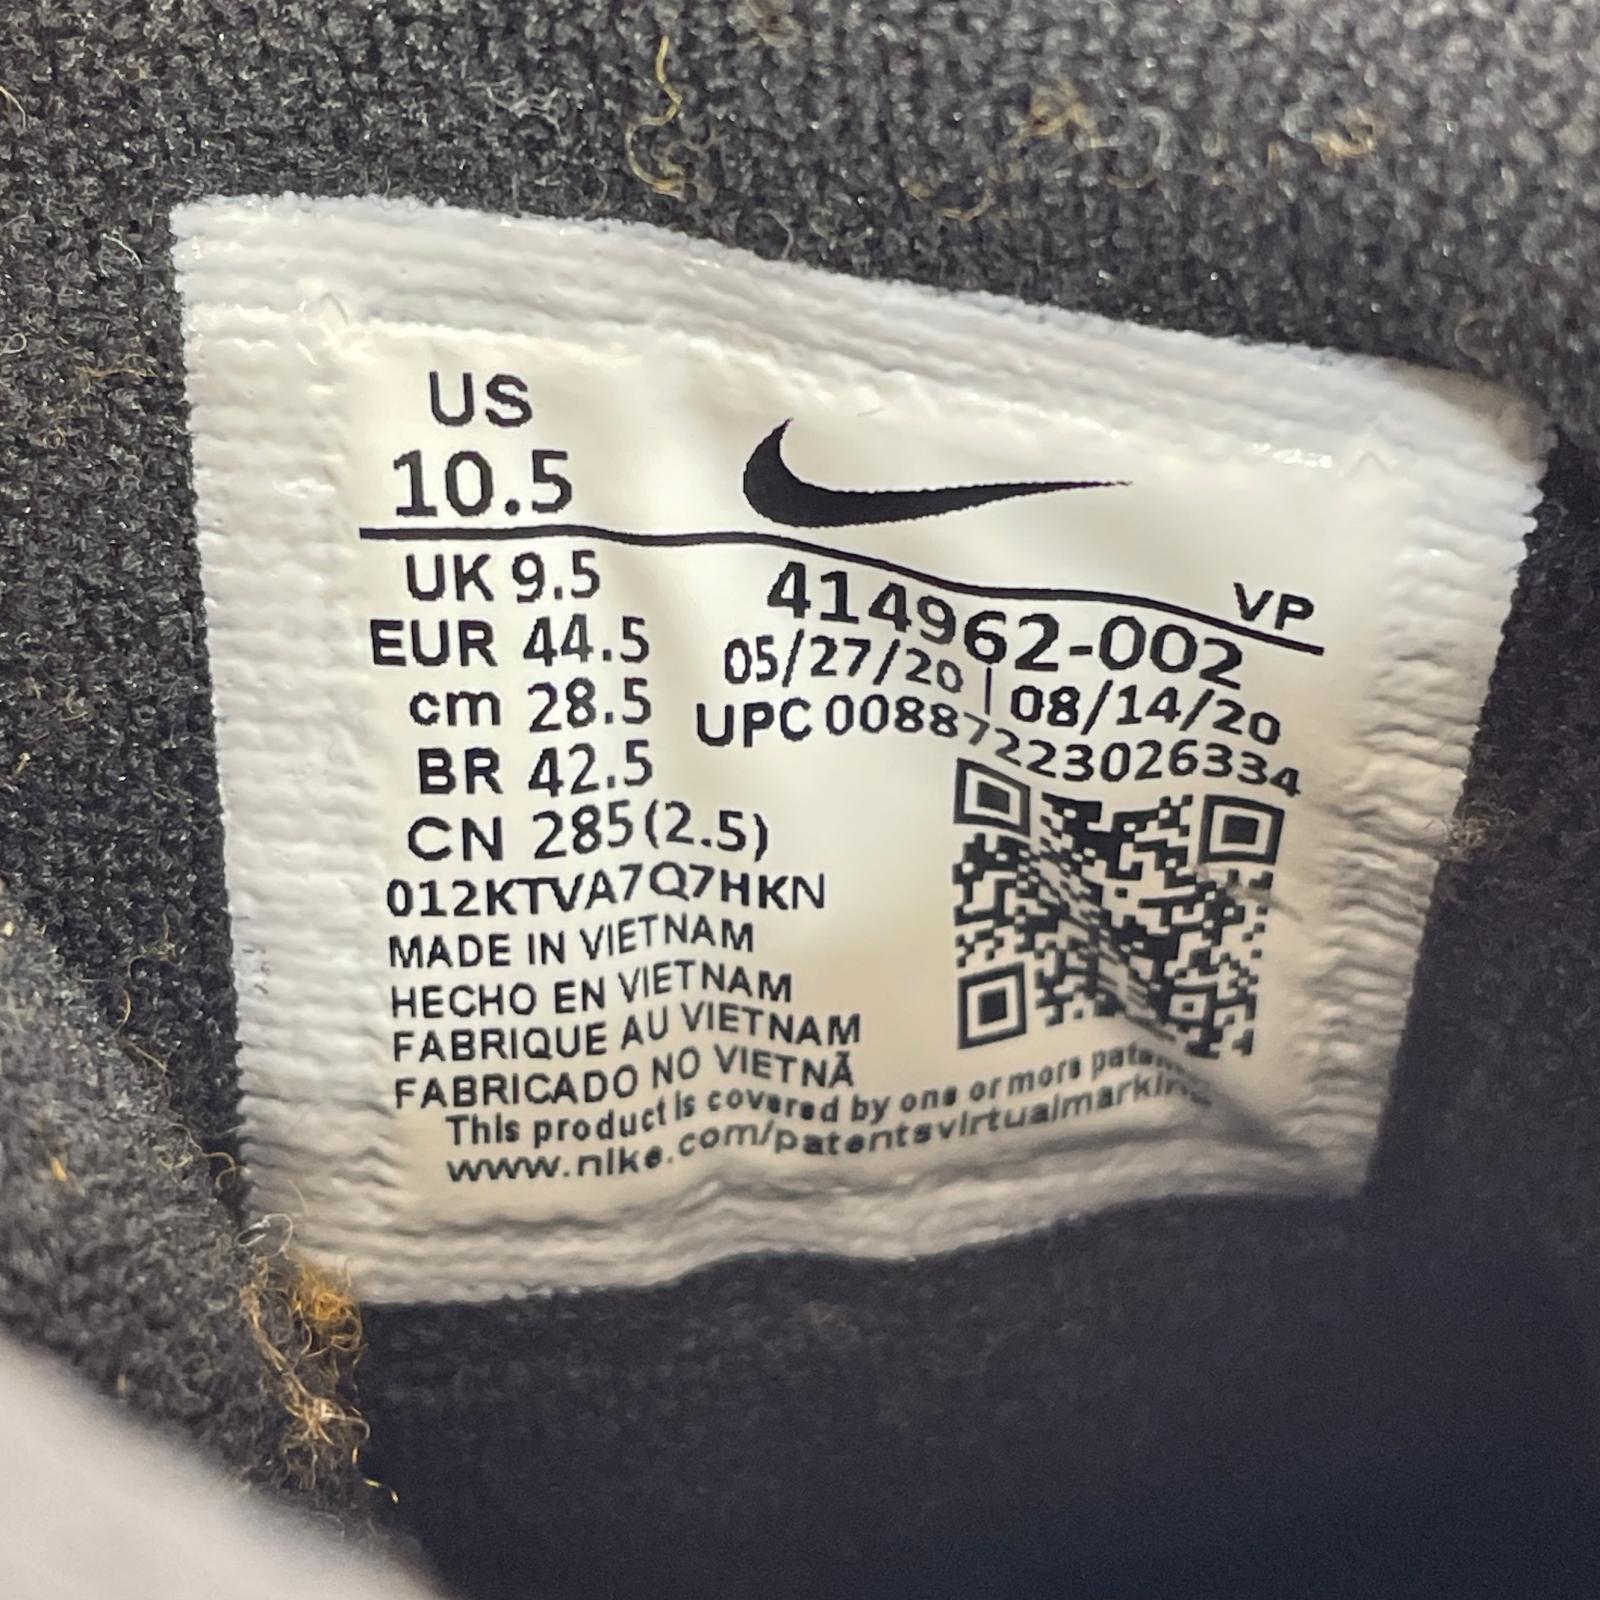 US
10.5
UK 9.5
EUR 44.5
cm 28.5
BR 42.5
CN 285(2.5)
012KTVA7Q7HKN
MADE IN VIETNAM
HECHO EN VIETNAM
FABRIQUE AU VIETNAM
FABRICADO NO VIETNÃ
This product is covered by one or more
www.nike.com/patentsvirtualmarking
VP
414962-002
05/27/20 | 08/14/20
UPC 00887223026334